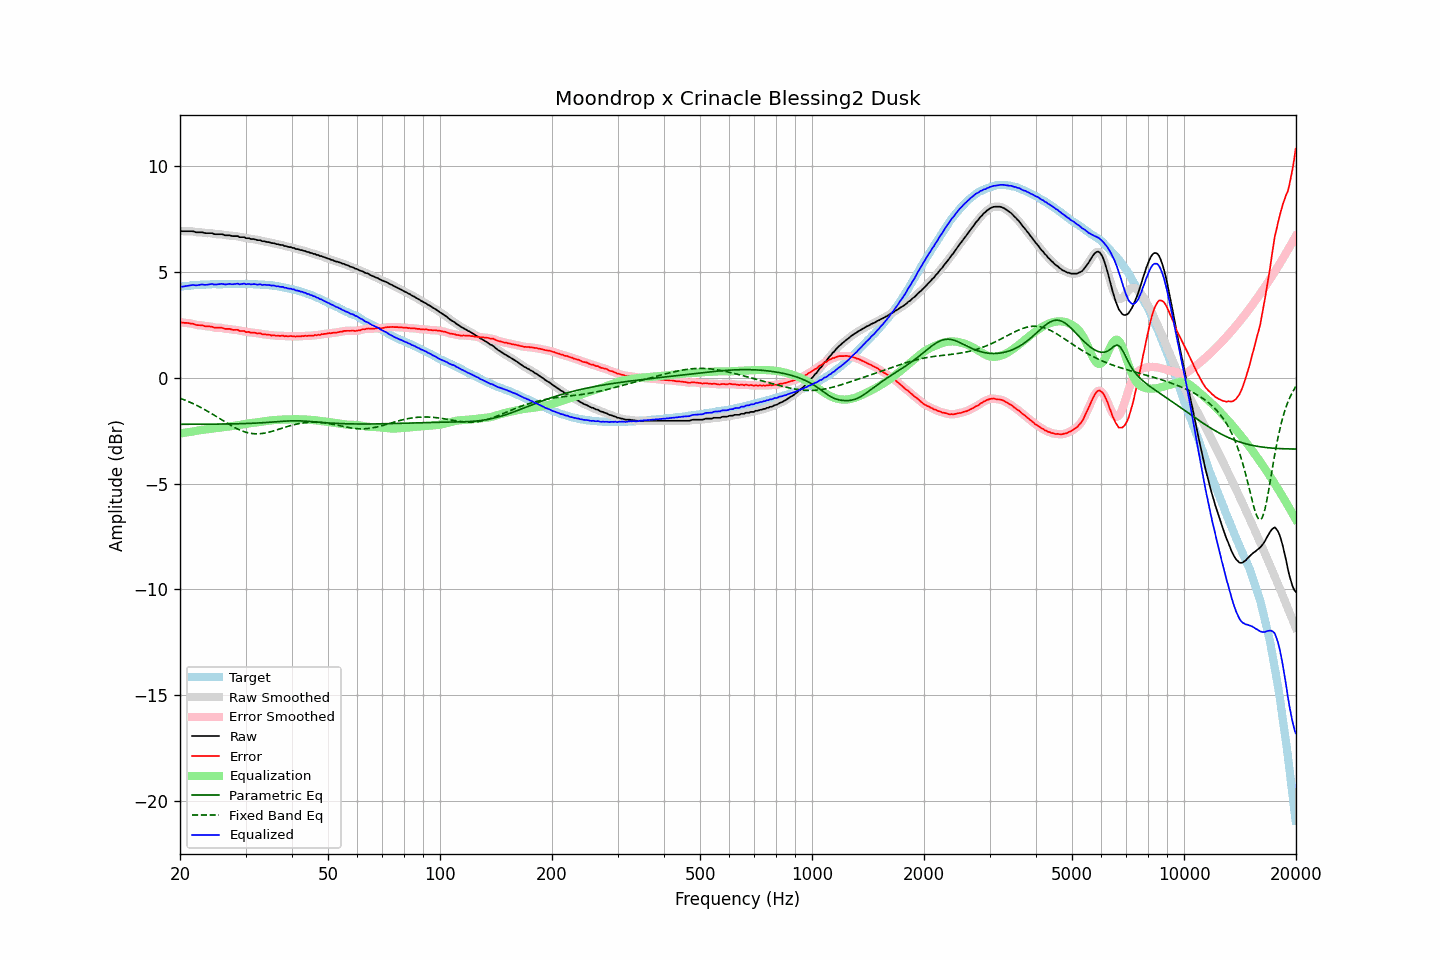 Moondrop x Crinacle Blessing2 Dusk
Amplitude (dBr)
10
5
0
−5
−10
−15
−20
Target
Raw Smoothed
Error Smoothed
Raw
Error
Equalization
Parametric Eq
Fixed Band Eq
Equalized
20 50 100 200 500 1000 2000 5000 10000 20000
Frequency (Hz)